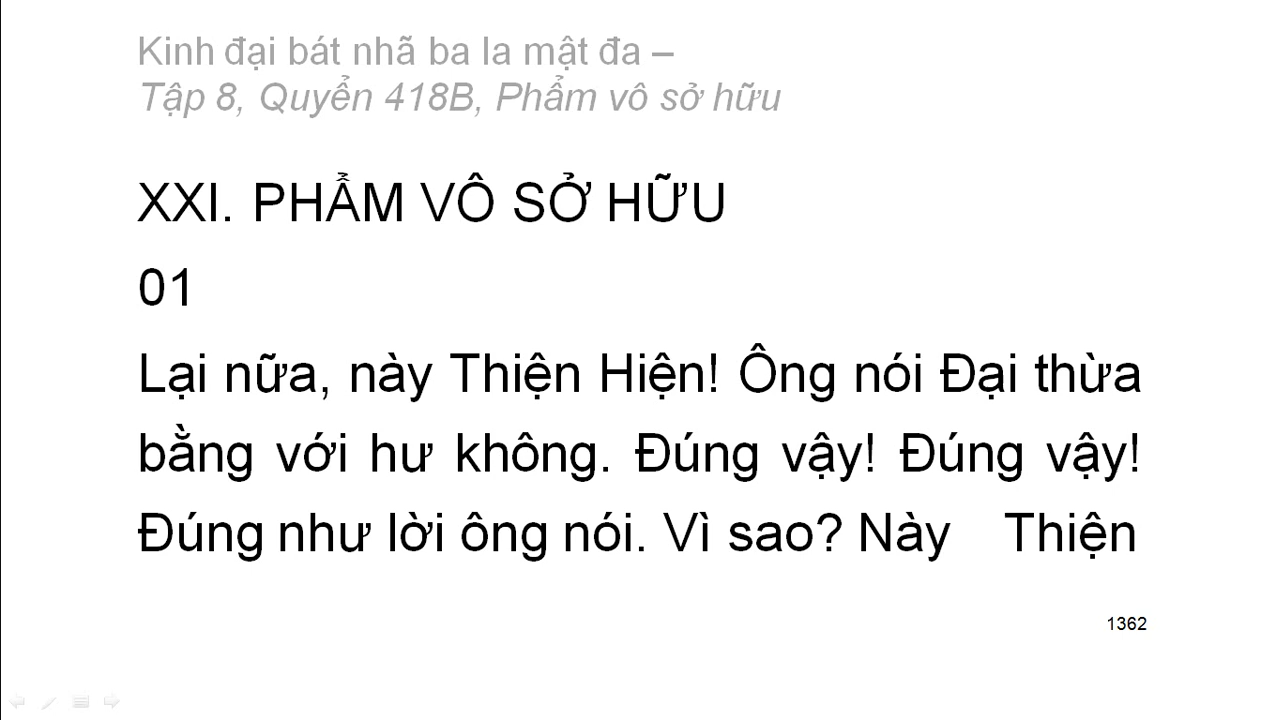 Kinh đại bát nhã ba la mật đa –
Tập 8, Quyển 418B, Phẩm vô sở hữu
XXI. PHẨM VÔ SỞ HỮU
01
Lại nữa, này Thiện Hiện! Ông nói Đại thừa
bằng với hư không. Đúng vậy! Đúng vậy!
Đúng như lời ông nói. Vì sao? Này Thiện
1362